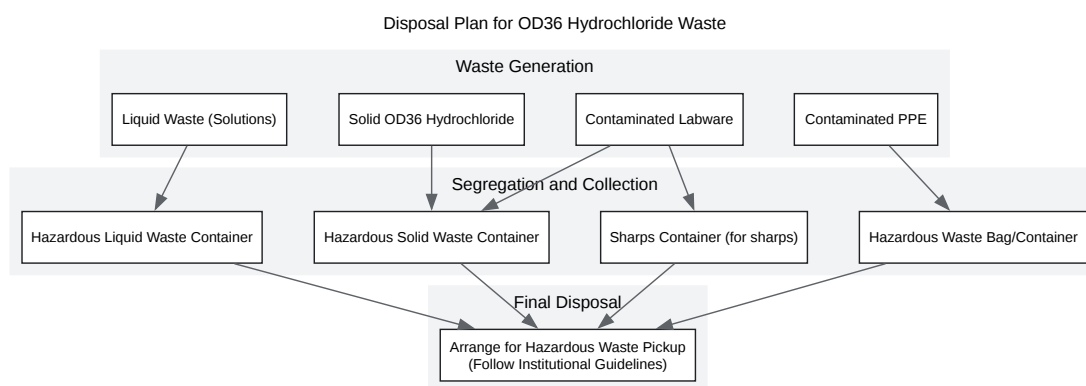 Disposal Plan for OD36 Hydrochloride Waste
Waste Generation
Liquid Waste (Solutions)
Solid OD36 Hydrochloride
Contaminated Labware
Contaminated PPE
Segregation and Collection
Hazardous Liquid Waste Container
Hazardous Solid Waste Container
Sharps Container (for sharps)
Hazardous Waste Bag/Container
Final Disposal
Arrange for Hazardous Waste Pickup
(Follow Institutional Guidelines)